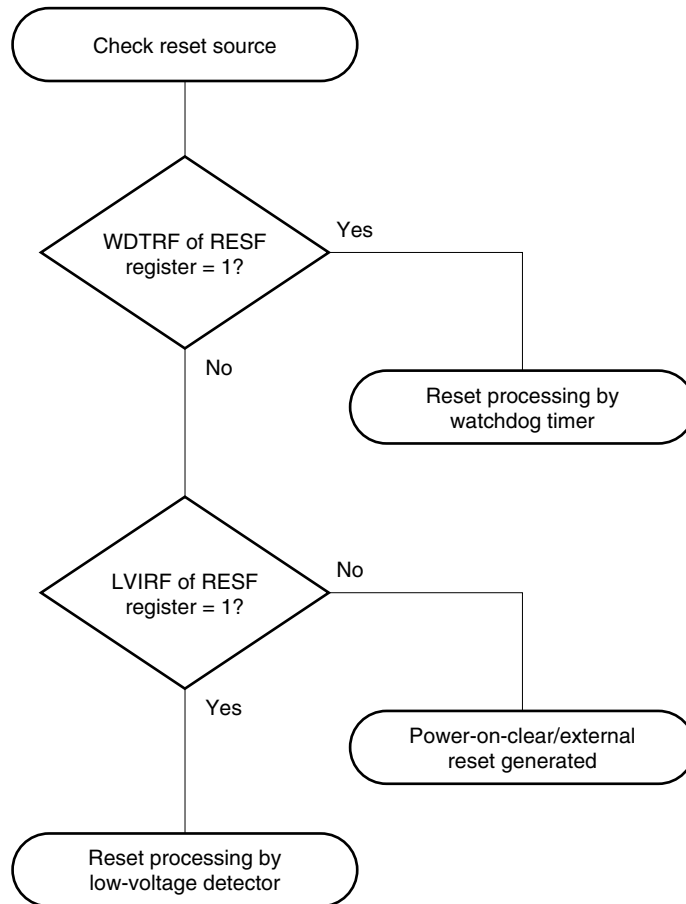 Check reset source
WDTRF of RESF
register = 1?
Yes
No
Reset processing by
watchdog timer
LVIRF of RESF
register = 1?
No
Yes
Power-on-clear/external
reset generated
Reset processing by
low-voltage detector